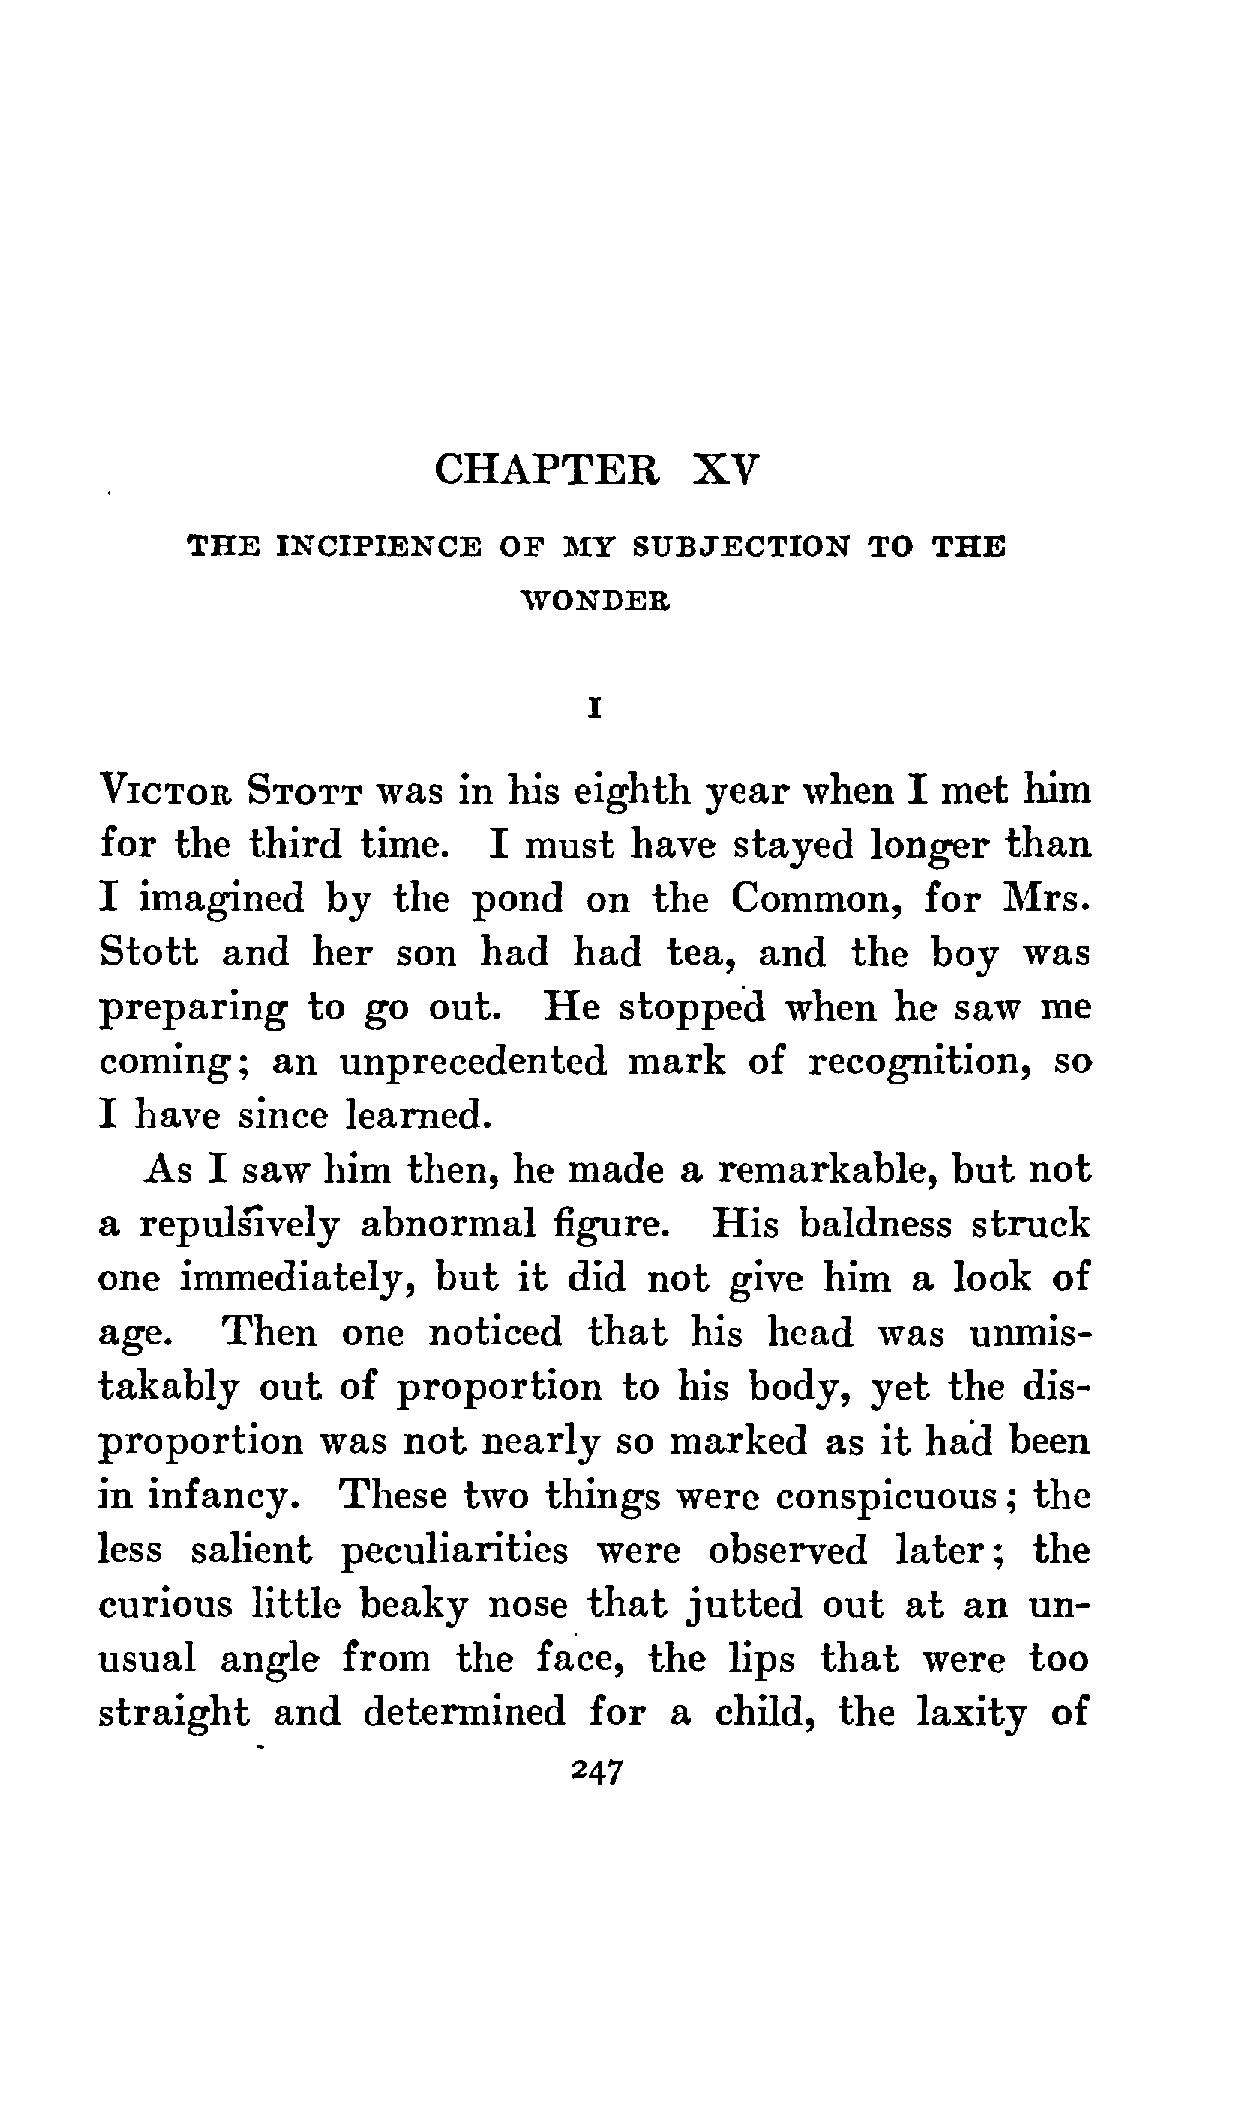 CHAPTER XV
THE INCIPIENCE OF MY SUBJECTION TO THE
WONDER
I
VICTOR STOTT was in his eighth year when I met him
for the third time. I must have stayed longer than
I imagined by the pond on the Common, for Mrs.
Stott and her son had had tea, and the boy was
preparing to go out. He stopped when he saw me
coming; an unprecedented mark of recognition, so
I have since learned.
As I saw him then, he made a remarkable, but not
a repulsively abnormal figure. His baldness struck
one immediately, but it did not give him a look of
age. Then one noticed that his head was unmis-
takably out of proportion to his body, yet the dis-
proportion was not nearly so marked as it had been
in infancy. These two things were conspicuous; the
less salient peculiarities were observed later; the
curious little beaky nose that jutted out at an un-
usual angle from the face, the lips that were too
straight and determined for a child, the laxity of
247